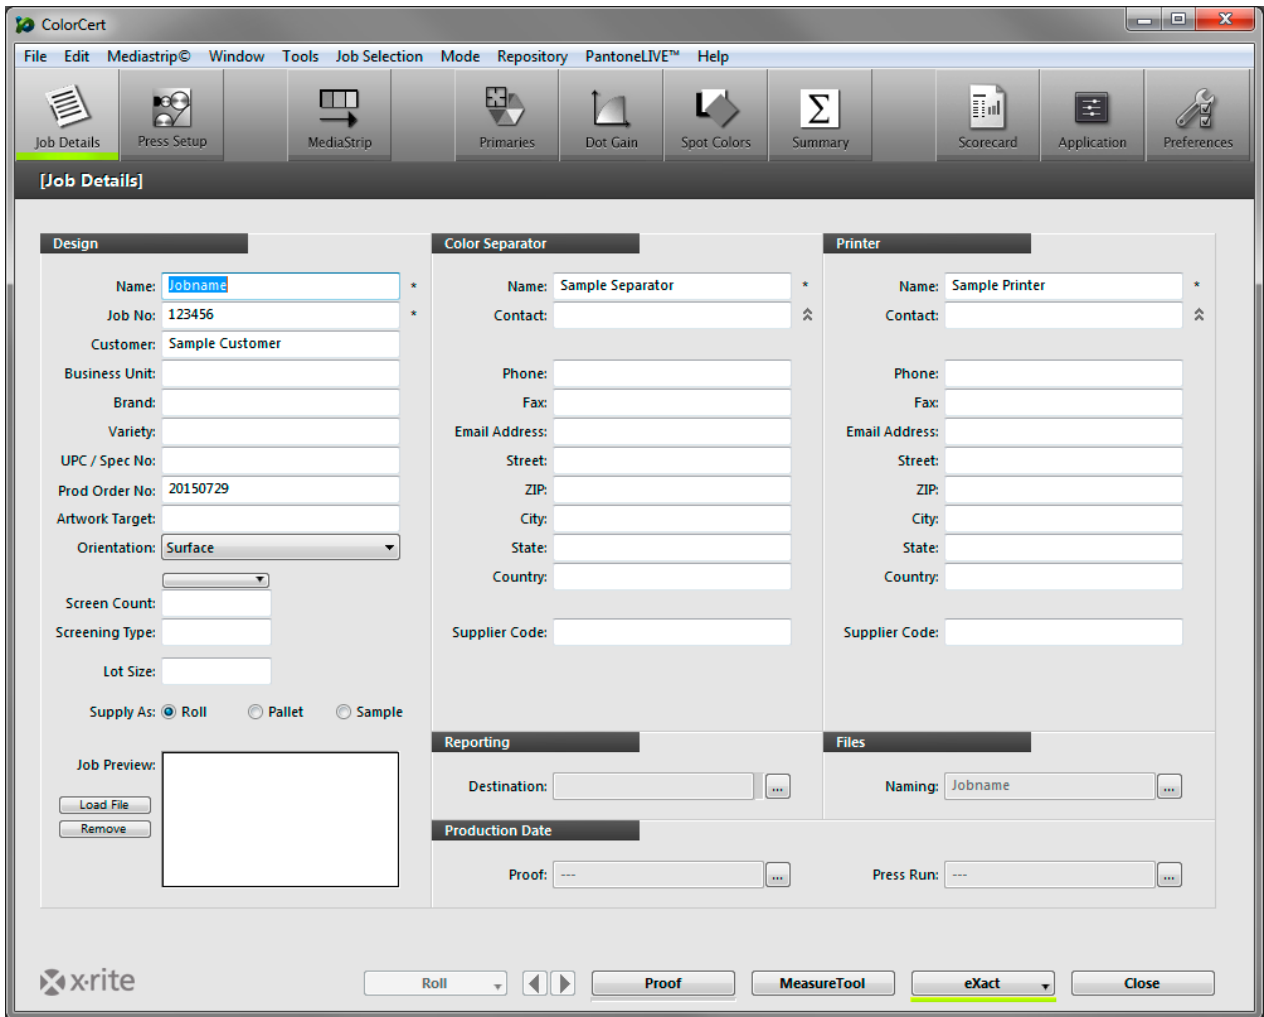 ColorCert
File Edit Mediastrip© Window Tools Job Selection Mode Repository PantoneLIVE™ Help
Job Details Press Setup MediaStrip Primaries Dot Gain Spot Colors Summary Scorecard Application Preferences
[Job Details]
Design Color Separator Printer
Name: Jobname * Name: Sample Separator * Name: Sample Printer *
Job No: 123456 * Contact: Contact:
Customer: Sample Customer
Business Unit: Phone: Phone:
Brand: Fax: Fax:
Variety: Email Address: Email Address:
UPC / Spec No: Street: Street:
Prod Order No: 20150729 ZIP: ZIP:
Artwork Target: City: City:
Orientation: Surface State: State:
Country: Country:
Screen Count:
Screening Type: Supplier Code: Supplier Code:
Lot Size:
Supply As: Roll Pallet Sample
Reporting Files
Job Preview: Destination: ... Naming: Jobname ...
Load File
Remove Production Date
Proof: --- ... Press Run: --- ...
x·rite Roll Proof MeasureTool eXact Close